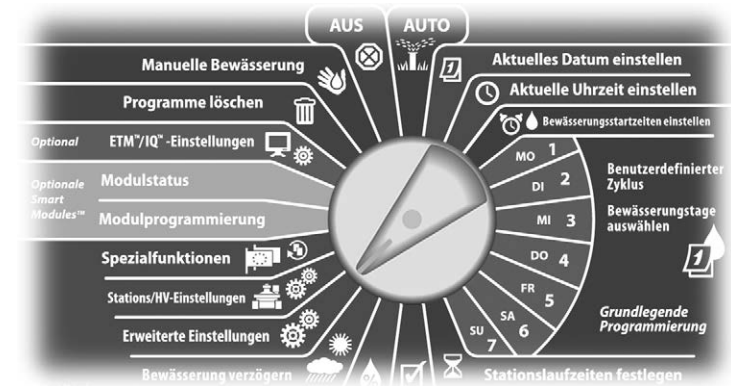 AUS
AUTO
Manuelle Bewässerung
Programme löschen
Optional
ETM™/IQ™ -Einstellungen
Optionale
Smart
Modules™
Modulstatus
Modulprogrammierung
Spezialfunktionen
Stations/HV-Einstellungen
Erweiterte Einstellungen
Bewässerung verzögern
Aktuelles Datum einstellen
Aktuelle Uhrzeit einstellen
Bewässerungsstartzeiten einstellen
MO 1
DI 2
MI 3
DO 4
FR 5
SA 6
SU 7
Benutzerdefinierter
Zyklus
Bewässerungstage
auswählen
Grundlegende
Programmierung
Stationslaufzeiten festlegen
1
1
%